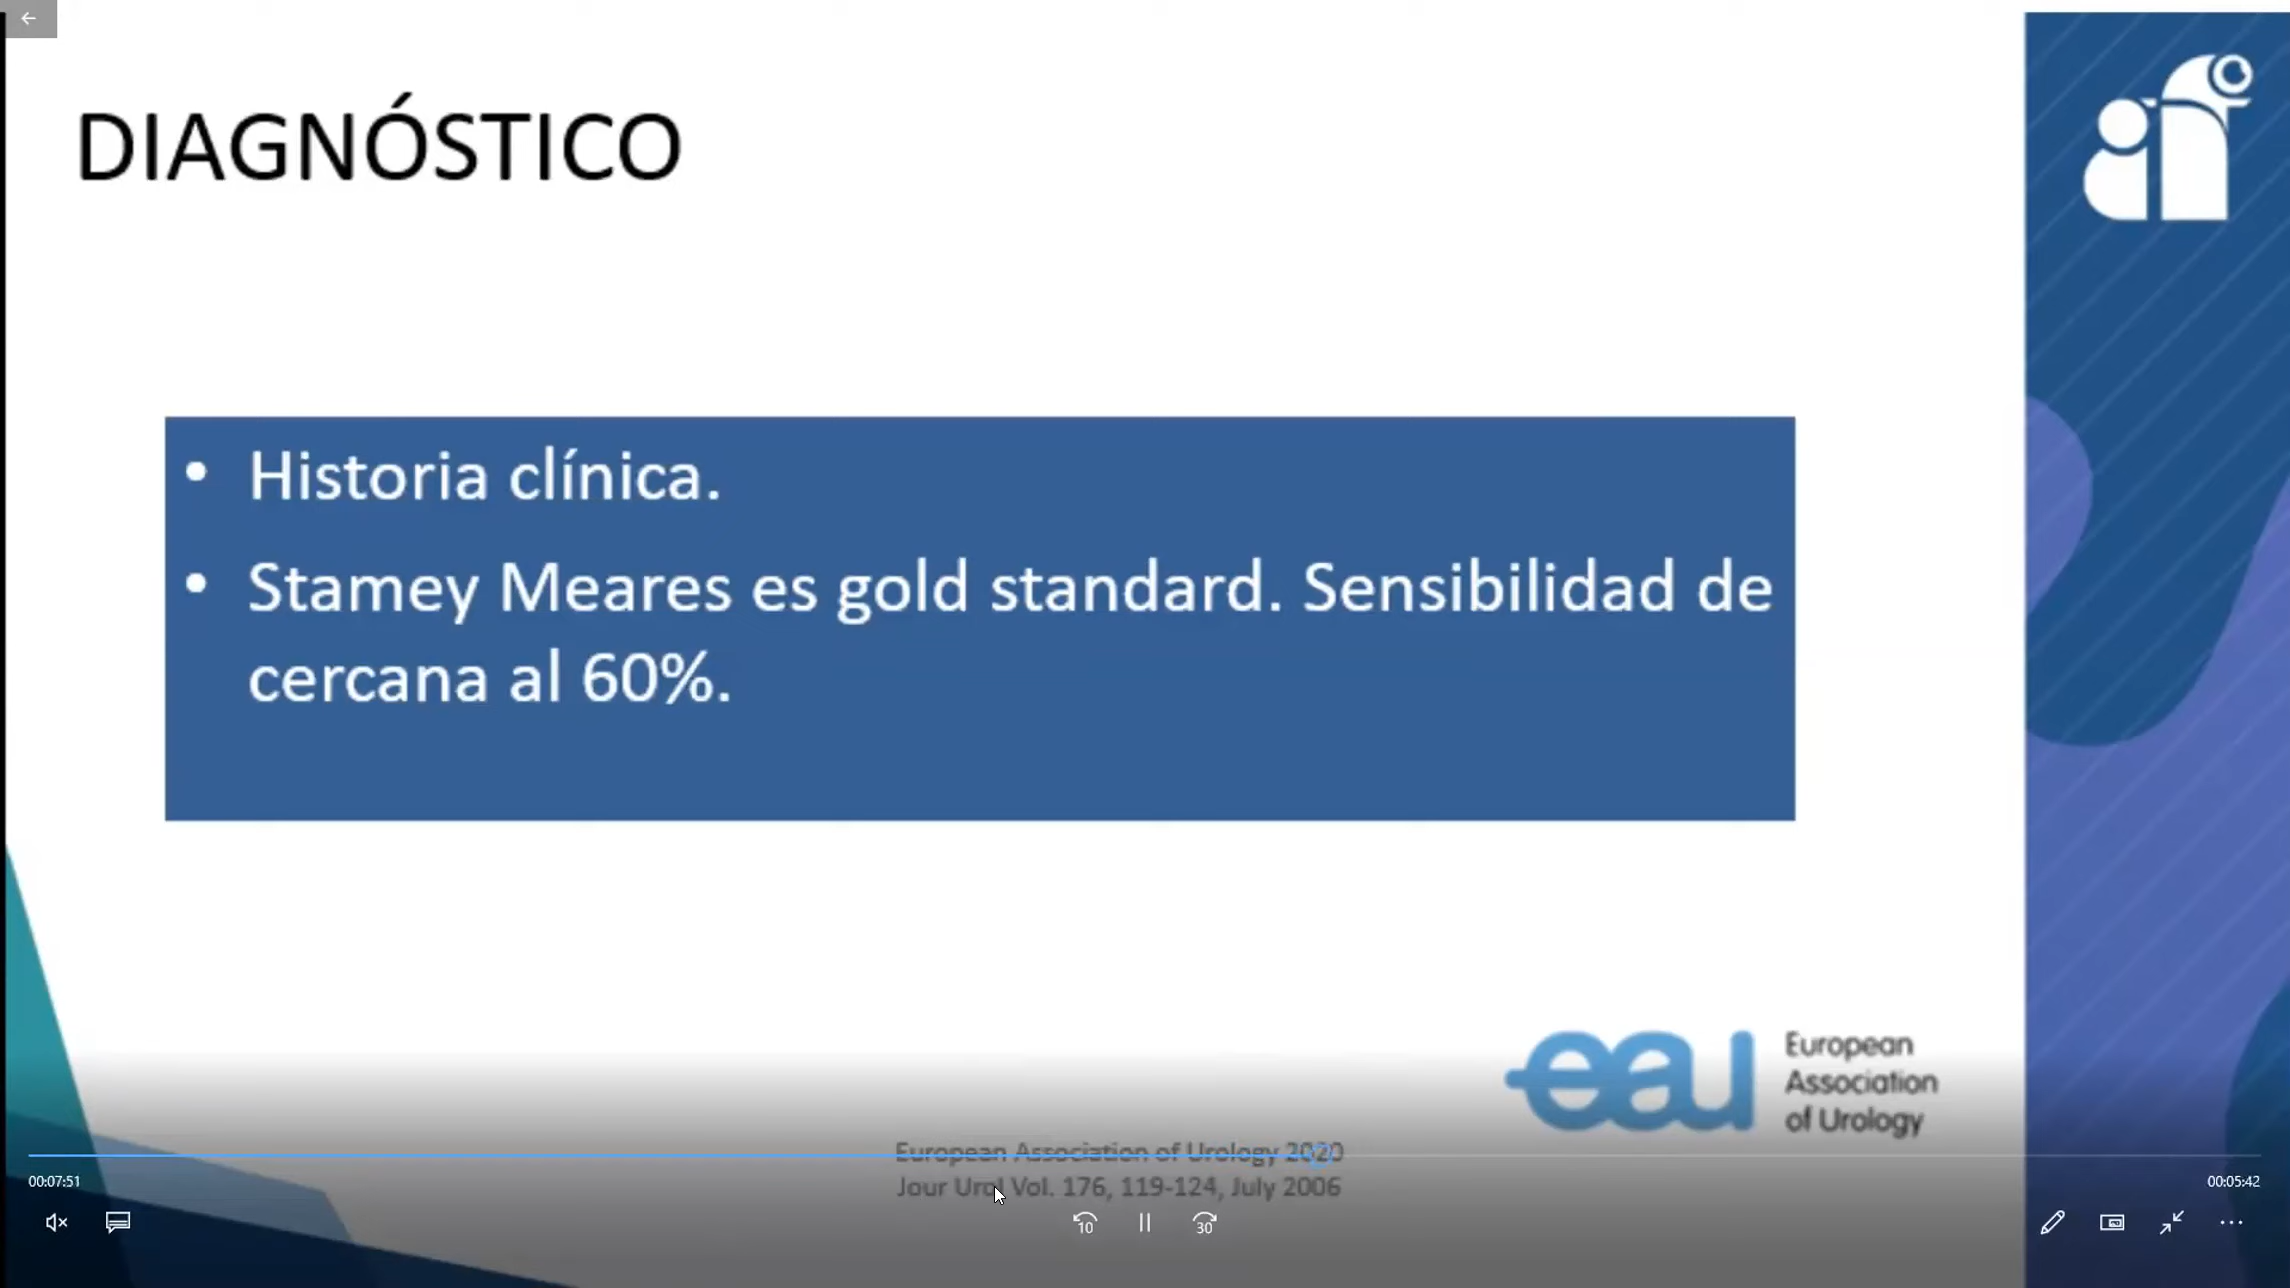 DIAGNÓSTICO
• Historia clínica.
• Stamey Meares es gold standard. Sensibilidad de
cercana al 60%.
eau
European
Association
of Urology
European Association of Urology 2020
Jour Urol Vol. 176, 119-124, July 2006
00:07:51
00:05:42
10
30